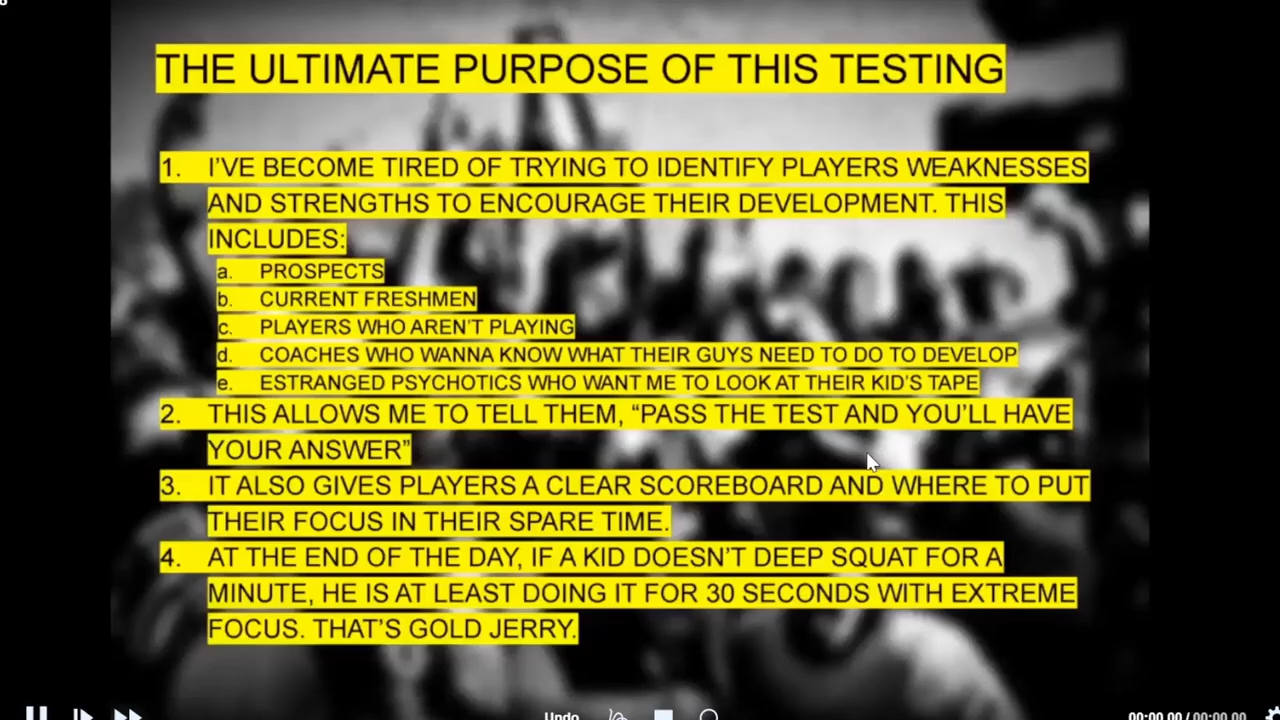 THE ULTIMATE PURPOSE OF THIS TESTING
1. I'VE BECOME TIRED OF TRYING TO IDENTIFY PLAYERS WEAKNESSES
AND STRENGTHS TO ENCOURAGE THEIR DEVELOPMENT. THIS
INCLUDES:
a. PROSPECTS
b. CURRENT FRESHMEN
c. PLAYERS WHO AREN'T PLAYING
d. COACHES WHO WANNA KNOW WHAT THEIR GUYS NEED TO DO TO DEVELOP
e. ESTRANGED PSYCHOTICS WHO WANT ME TO LOOK AT THEIR KID'S TAPE
2. THIS ALLOWS ME TO TELL THEM, “PASS THE TEST AND YOU'LL HAVE
YOUR ANSWER”
3. IT ALSO GIVES PLAYERS A CLEAR SCOREBOARD AND WHERE TO PUT
THEIR FOCUS IN THEIR SPARE TIME.
4. AT THE END OF THE DAY, IF A KID DOESN'T DEEP SQUAT FOR A
MINUTE, HE IS AT LEAST DOING IT FOR 30 SECONDS WITH EXTREME
FOCUS. THAT'S GOLD JERRY.
Undo 00:00.00 / 00:00.00